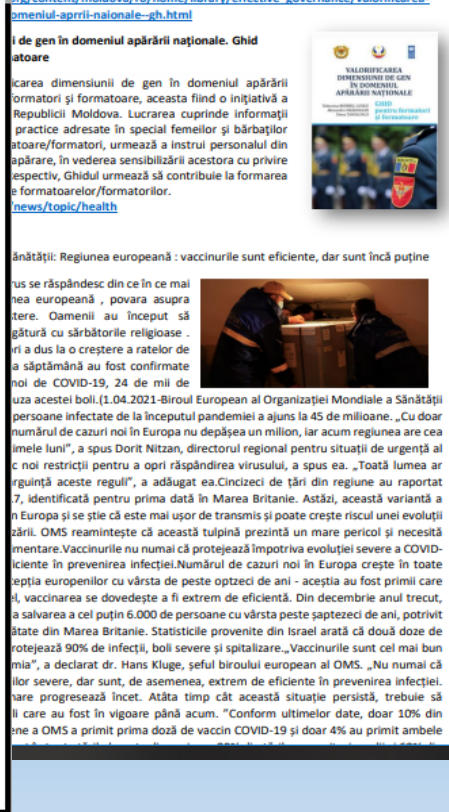 domeniul-aprrii-naionale--gh.html
i de gen în domeniul apărării naționale. Ghid
natoare
VALORIFICAREA
DIMENSIUNII DE GEN
ÎN DOMENIUL
APĂRĂRII NAȚIONALE
GHID
pentru formatori
și formatoare
icarea dimensiunii de gen în domeniul apărării
formatori și formatoare, aceasta fiind o inițiativă a
Republicii Moldova. Lucrarea cuprinde informații
practice adresate în special femeilor și bărbaților
atoare/formatori, urmează a instrui personalul din
apărare, în vederea sensibilizării acestora cu privire
espectiv, Ghidul urmează să contribuie la formarea
e formatoarelor/formatorilor.
/news/topic/health
ănătății: Regiunea europeană : vaccinurile sunt eficiente, dar sunt încă puține
rus se răspândesc din ce în ce mai
nea europeană , povara asupra
tere. Oamenii au început să
gătură cu sărbătorile religioase .
ri a dus la o creștere a ratelor de
a săptămână au fost confirmate
noi de COVID-19, 24 de mii de
uza acestei boli.(1.04.2021-Biroul European al Organizației Mondiale a Sănătății
persoane infectate de la începutul pandemiei a ajuns la 45 de milioane. „Cu doar
numărul de cazuri noi în Europa nu depășea un milion, iar acum regiunea are cea
imele luni”, a spus Dorit Nitzan, directorul regional pentru situații de urgență al
c noi restricții pentru a opri răspândirea virusului, a spus ea. „Toată lumea ar
rguință aceste reguli”, a adăugat ea.Cincizeci de țări din regiune au raportat
.7, identificată pentru prima dată în Marea Britanie. Astăzi, această variantă a
n Europa și se știe că este mai ușor de transmis și poate crește riscul unei evoluții
zării. OMS reamintește că această tulpină prezintă un mare pericol și necesită
imentare.Vaccinurile nu numai că protejează împotriva evoluției severe a COVID-
iciente în prevenirea infecției.Numărul de cazuri noi în Europa crește în toate
cepția europenilor cu vârsta de peste optzeci de ani - aceștia au fost primii care
el, vaccinarea se dovedește a fi extrem de eficientă. Din decembrie anul trecut,
a salvarea a cel puțin 6.000 de persoane cu vârsta peste șaptezeci de ani, potrivit
ătate din Marea Britanie. Statisticile provenite din Israel arată că două doze de
rotejează 90% de infecții, boli severe și spitalizare.„Vaccinurile sunt cel mai bun
mia”, a declarat dr. Hans Kluge, șeful biroului european al OMS. „Nu numai că
ilor severe, dar sunt, de asemenea, extrem de eficiente în prevenirea infecției.
nare progresează încet. Atâta timp cât această situație persistă, trebuie să
li care au fost în vigoare până acum. "Conform ultimelor date, doar 10% din
ene a OMS a primit prima doză de vaccin COVID-19 și doar 4% au primit ambele